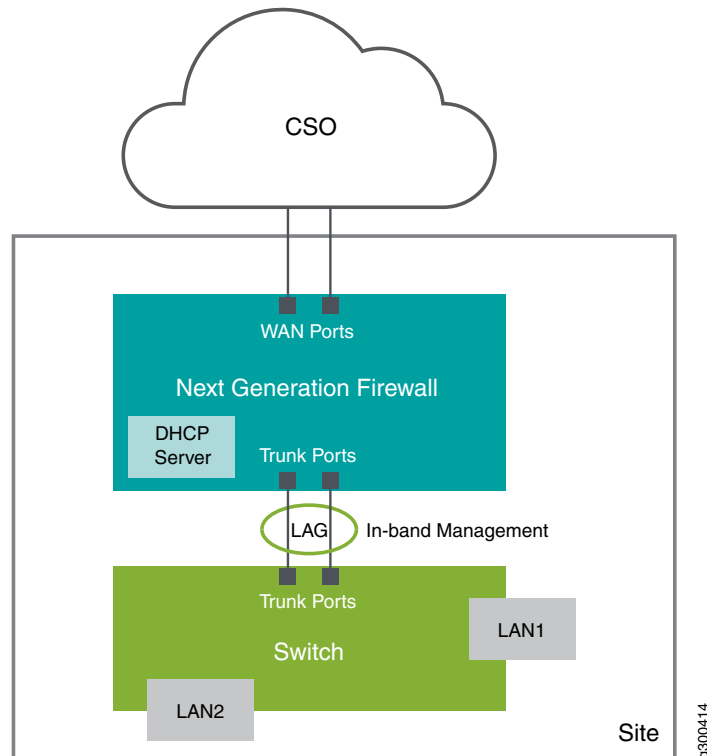 CSO
WAN Ports
Next Generation Firewall
DHCP
Server
Trunk Ports
LAG
In-band Management
Trunk Ports
LAN1
Switch
LAN2
Site
g300414